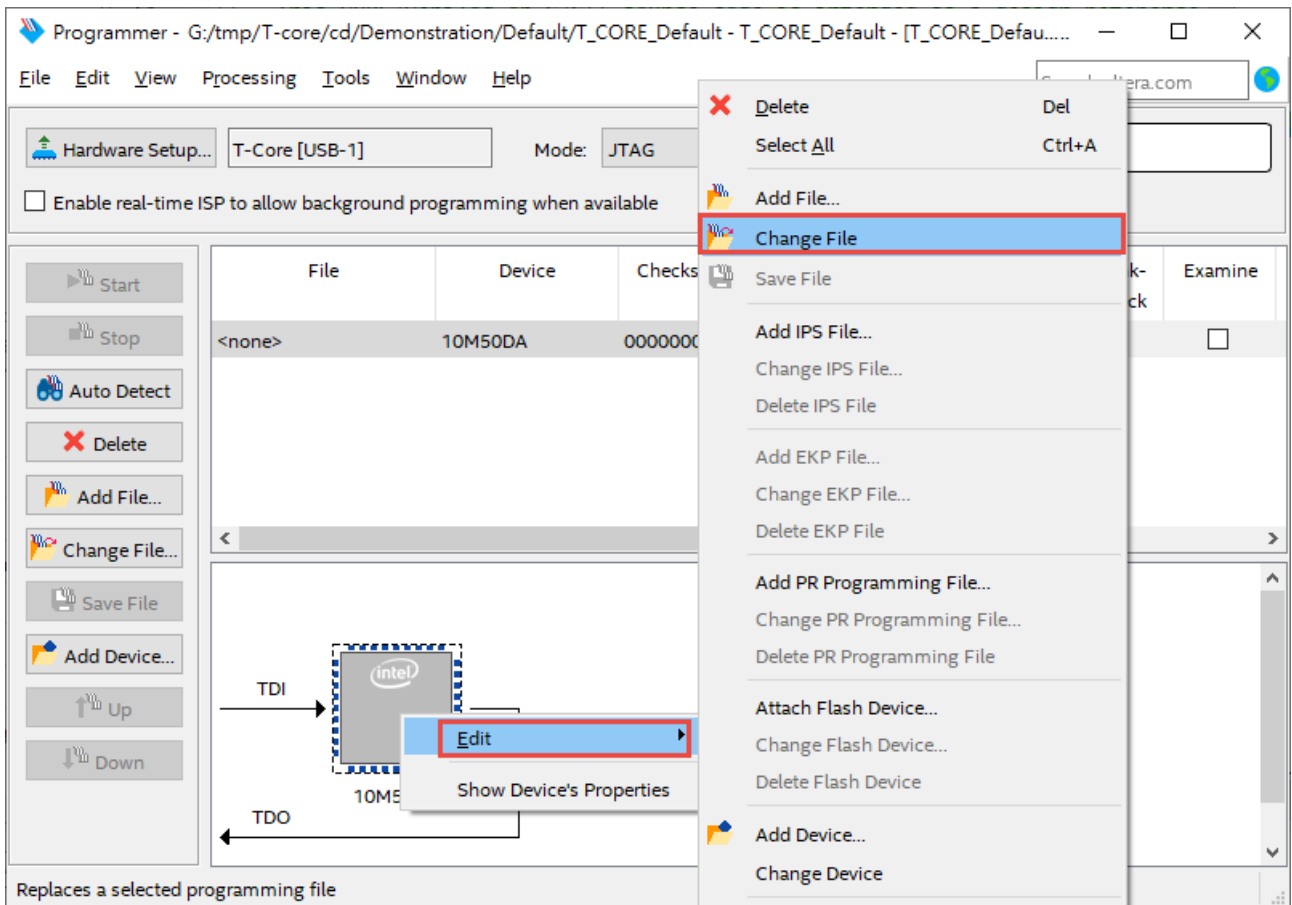 Programmer - G:/tmp/T-core/cd/Demonstration/Default/T_CORE_Default - T_CORE_Default - [T_CORE_Defau......
File Edit View Processing Tools Window Help
era.com
Hardware Setup... T-Core [USB-1] Mode: JTAG
Enable real-time ISP to allow background programming when available
File Device Checks k- Examine
ck
<none> 10M50DA 0000000
Start
Stop
Auto Detect
Delete
Add File...
Change File...
Save File
Add Device...
Up
Down
intel
TDI
10M5
TDO
Edit
Show Device's Properties
Delete Del
Select All Ctrl+A
Add File...
Change File
Save File
Add IPS File...
Change IPS File...
Delete IPS File
Add EKP File...
Change EKP File...
Delete EKP File
Add PR Programming File...
Change PR Programming File...
Delete PR Programming File
Attach Flash Device...
Change Flash Device...
Delete Flash Device
Add Device...
Change Device
Replaces a selected programming file